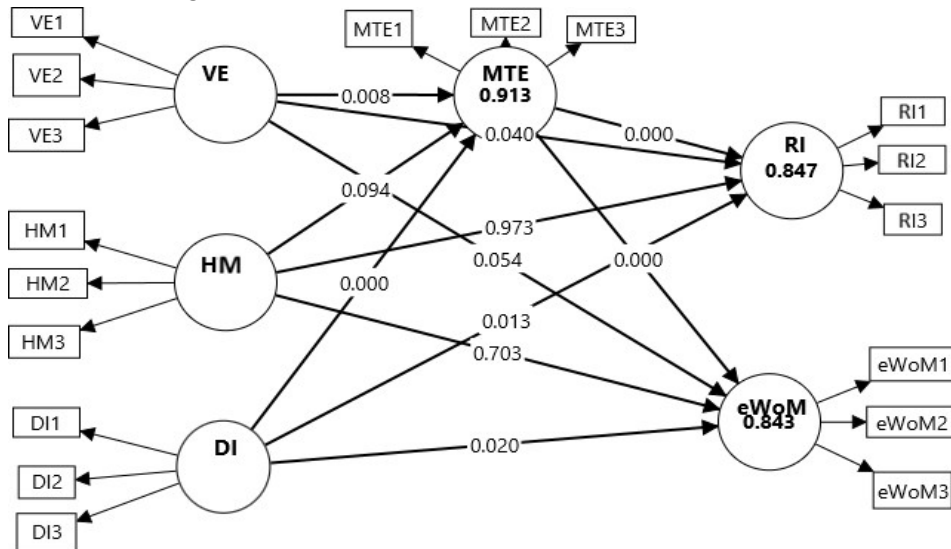 VE1
VE2
VE3
VE
MTE1
MTE2
MTE3
MTE
0.913
0.008
0.040
0.000
RI
0.847
RI1
RI2
RI3
0.094
0.973
0.054
0.000
HM1
HM2
HM3
HM
0.000
0.013
0.703
DI1
DI2
DI3
DI
0.020
eWoM
0.843
eWoM1
eWoM2
eWoM3